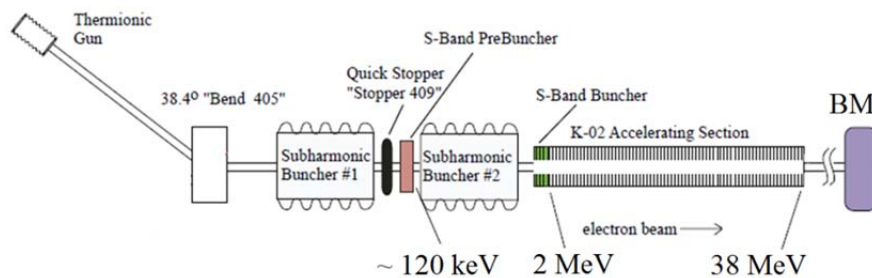 Thermionic
Gun
38.4° "Bend 405"
Subharmonic
Buncher #1
Quick Stopper
"Stopper 409"
S-Band PreBuncher
Subharmonic
Buncher #2
S-Band Buncher
K-02 Accelerating Section
BM
electron beam
~ 120 keV
2 MeV
38 MeV